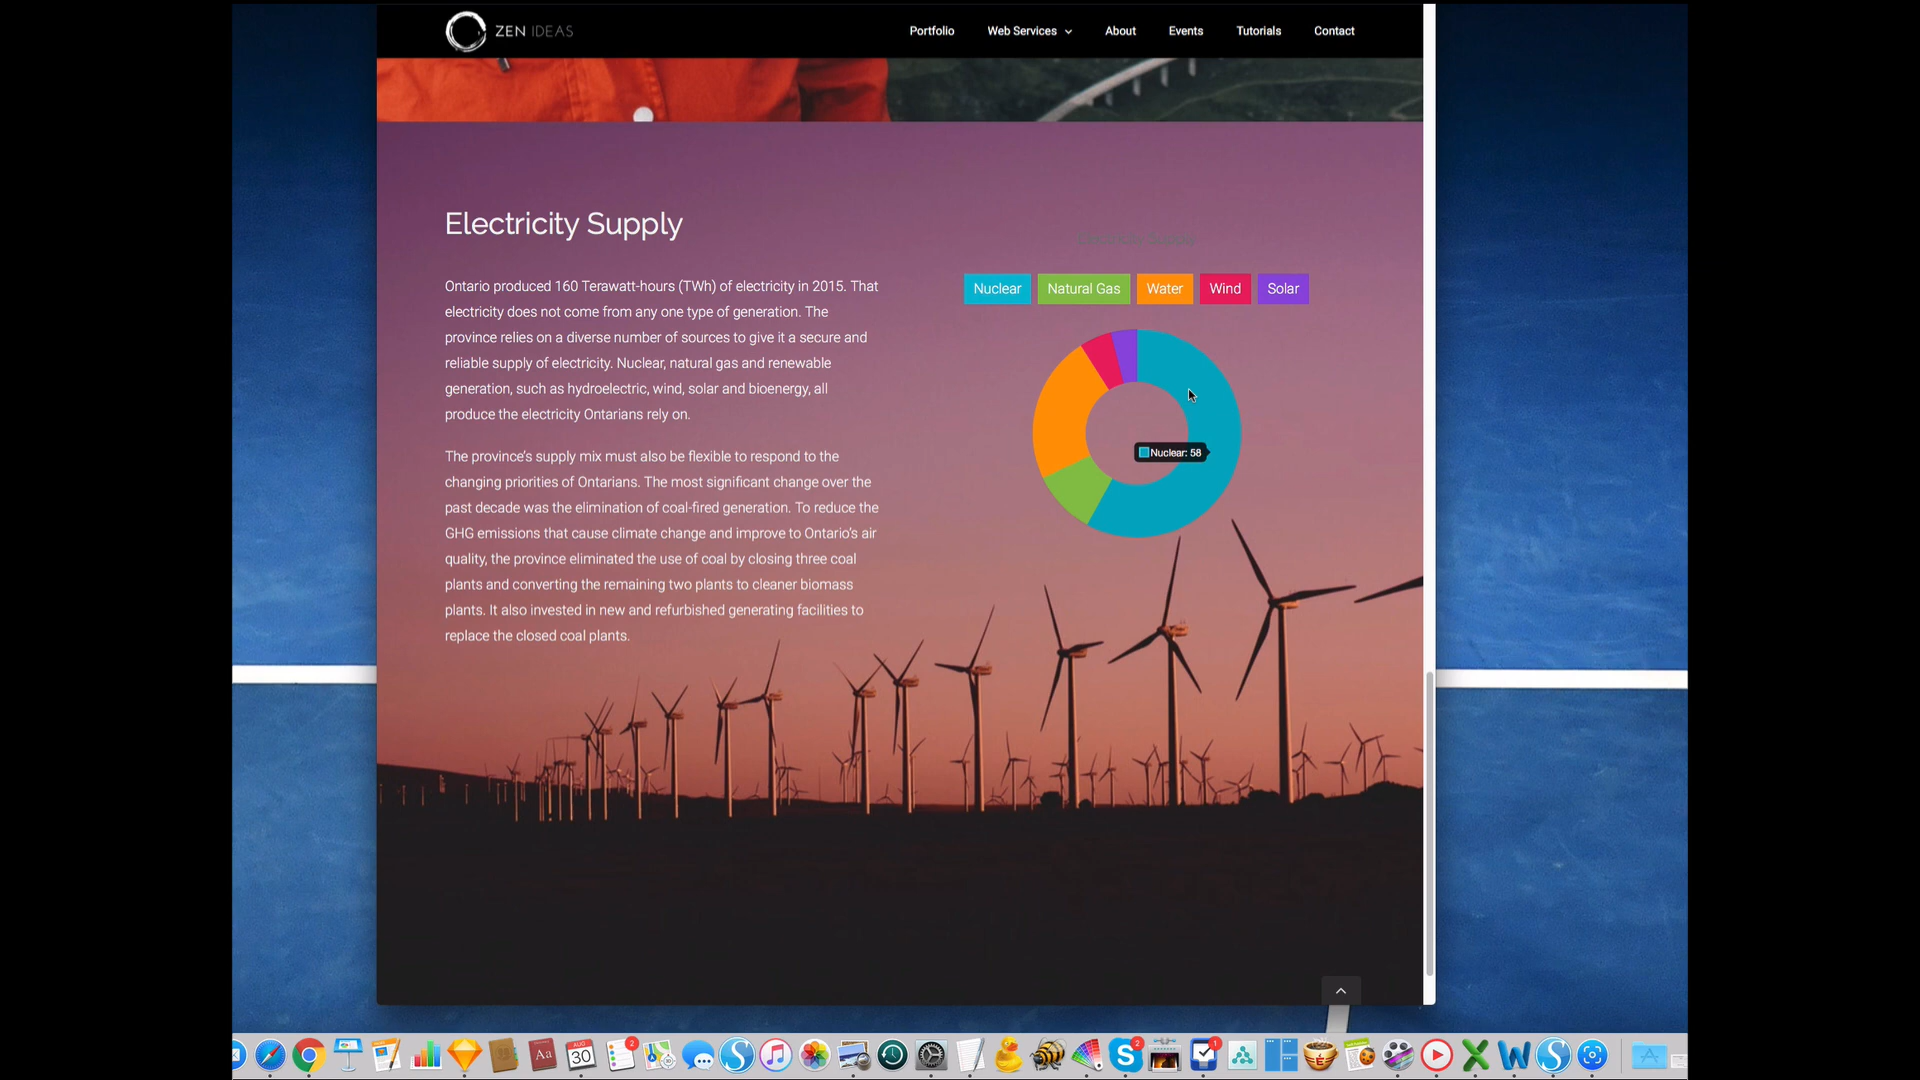 ZEN IDEAS
Portfolio Web Services About Events Tutorials Contact
Electricity Supply
Ontario produced 160 Terawatt-hours (TWh) of electricity in 2015. That
electricity does not come from any one type of generation. The
province relies on a diverse number of sources to give it a secure and
reliable supply of electricity. Nuclear, natural gas and renewable
generation, such as hydroelectric, wind, solar and bioenergy, all
produce the electricity Ontarians rely on.
The province’s supply mix must also be flexible to respond to the
changing priorities of Ontarians. The most significant change over the
past decade was the elimination of coal-fired generation. To reduce the
GHG emissions that cause climate change and improve to Ontario’s air
quality, the province eliminated the use of coal by closing three coal
plants and converting the remaining two plants to cleaner biomass
plants. It also invested in new and refurbished generating facilities to
replace the closed coal plants.
Electricity Supply
Nuclear Natural Gas Water Wind Solar
Nuclear: 58
Aa
AUG
30
2
2
1